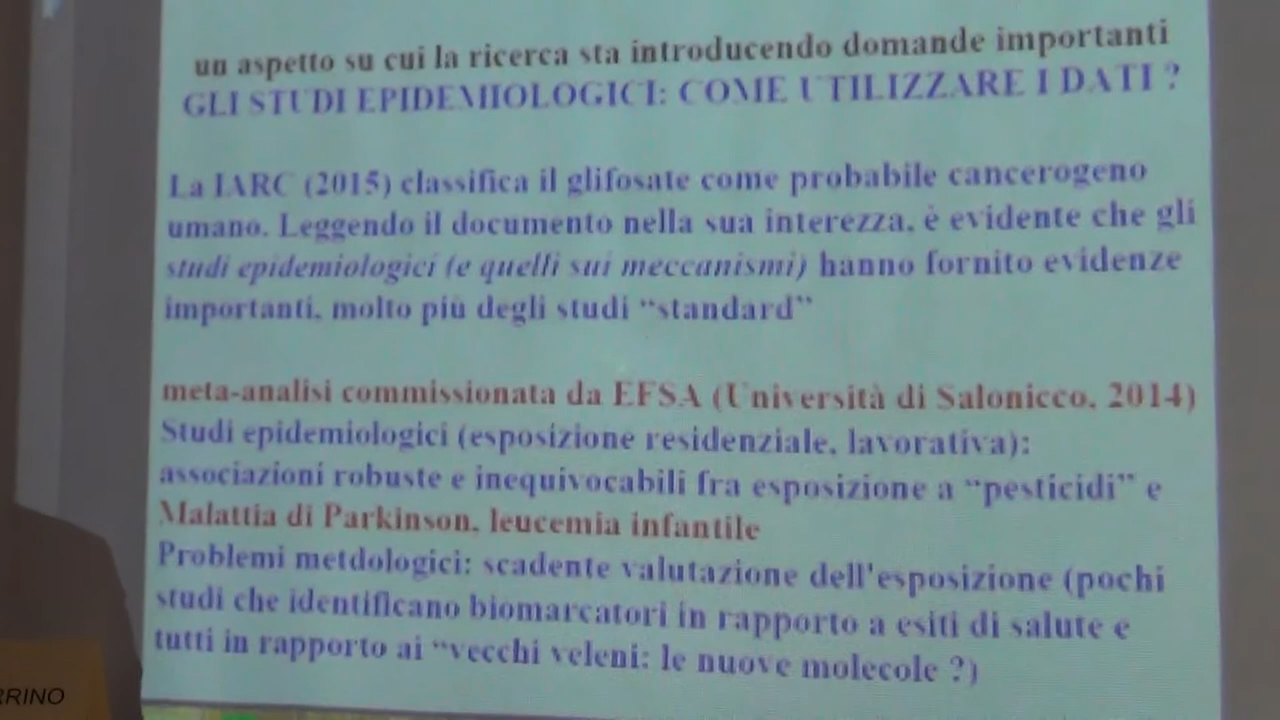 un aspetto su cui la ricerca sta introducendo domande importanti
GLI STUDI EPIDEMIOLOGICI: COME UTILIZZARE I DATI ?
La IARC (2015) classifica il glifosate come probabile cancerogeno
umano. Leggendo il documento nella sua interezza, è evidente che gli
studi epidemiologici (e quelli sui meccanismi) hanno fornito evidenze
importanti, molto più degli studi “standard”
meta-analisi commissionata da EFSA (Università di Salonicco, 2014)
Studi epidemiologici (esposizione residenziale, lavorativa):
associazioni robuste e inequivocabili fra esposizione a “pesticidi” e
Malattia di Parkinson, leucemia infantile
Problemi metdologici: scadente valutazione dell'esposizione (pochi
studi che identificano biomarcatori in rapporto a esiti di salute e
tutti in rapporto ai “vecchi veleni: le nuove molecole ?)
RRINO